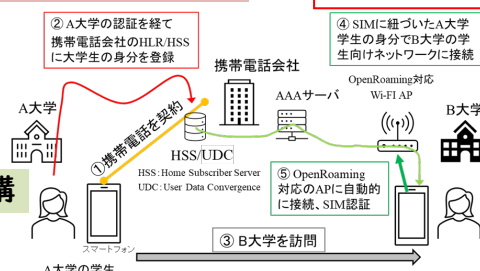 ② A大学の認証を経て
携帯電話会社のHLR/HSS
に大学生の身分を登録
④ SIMに紐づいたA大学
学生の身分でB大学の学
生向けネットワークに接続
携帯電話会社
OpenRoaming対応
Wi-FI AP
A大学
AAAサーバ
B大学
①携帯電話を契約
HSS/UDC
HSS:Home Subscriber Server
UDC:User Data Convergence
⑤ OpenRoaming
対応のAPに自動的
に接続、SIM認証
構
スマートフォン
③ B大学を訪問
A大学の学生